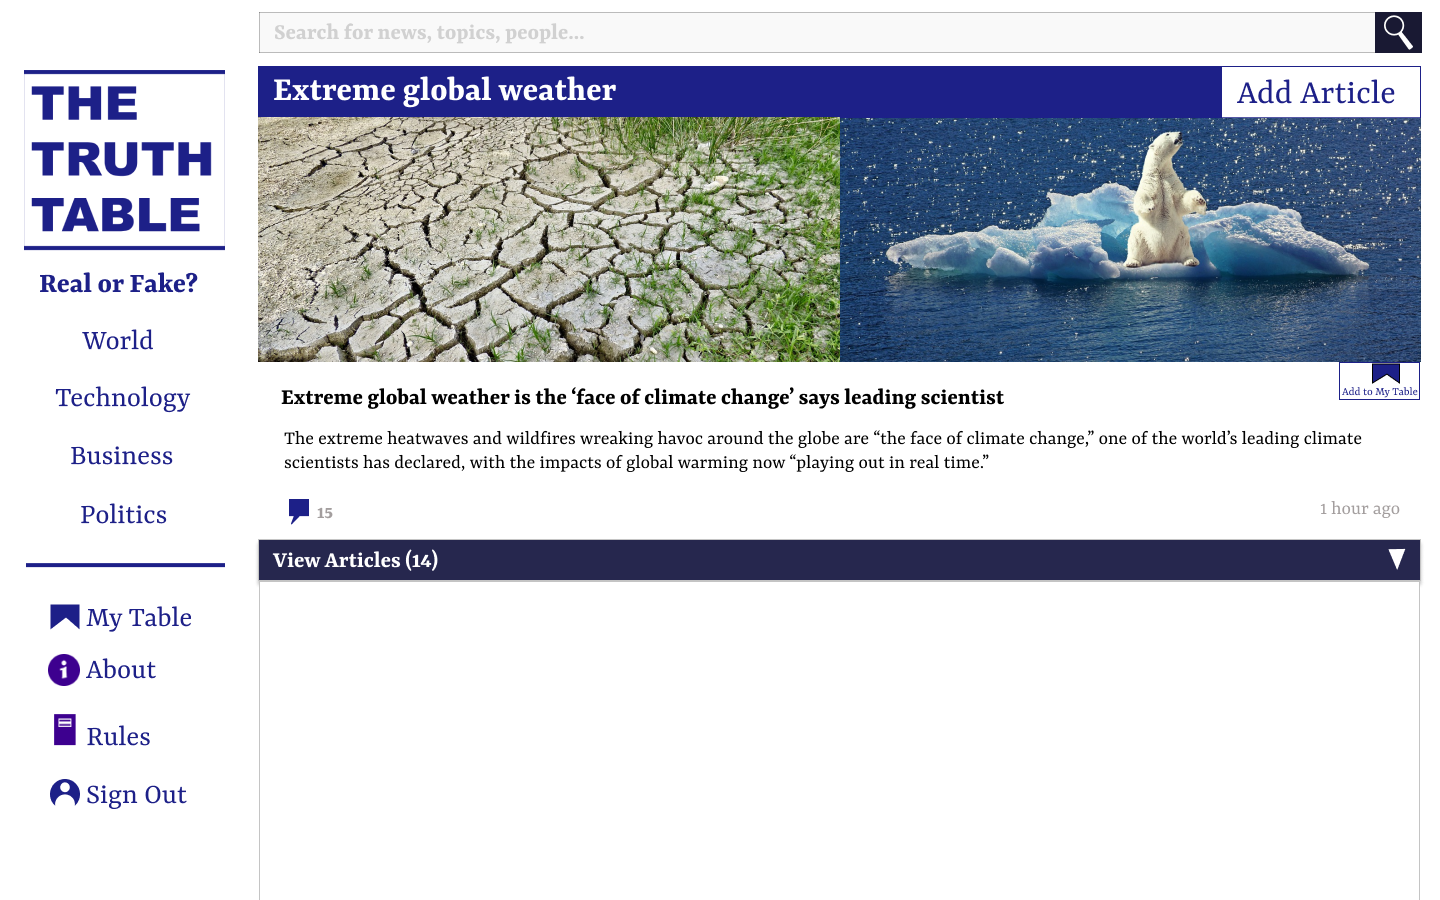 Search for news, topics, people...
THE
TRUTH
TABLE
Extreme global weather
Add Article
Real or Fake?
World
Technology
Business
Politics
My Table
About
Rules
Sign Out
Add to My Table
Extreme global weather is the ‘face of climate change’ says leading scientist
The extreme heatwaves and wildfires wreaking havoc around the globe are “the face of climate change,” one of the world’s leading climate
scientists has declared, with the impacts of global warming now “playing out in real time.”
15
1 hour ago
View Articles (14)